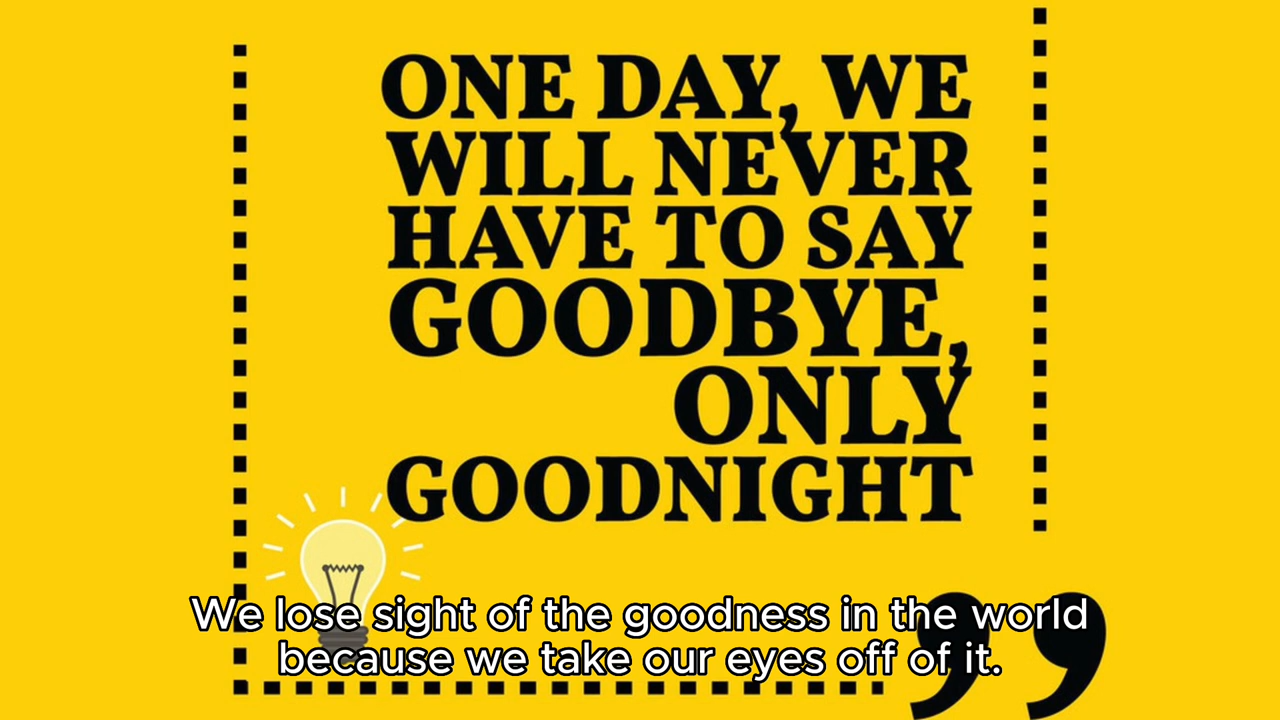 ONE DAY, WE
WILL NEVER
HAVE TO SAY
GOODBYE,
ONLY
GOODNIGHT
We lose sight of the goodness in the world
because we take our eyes off of it.